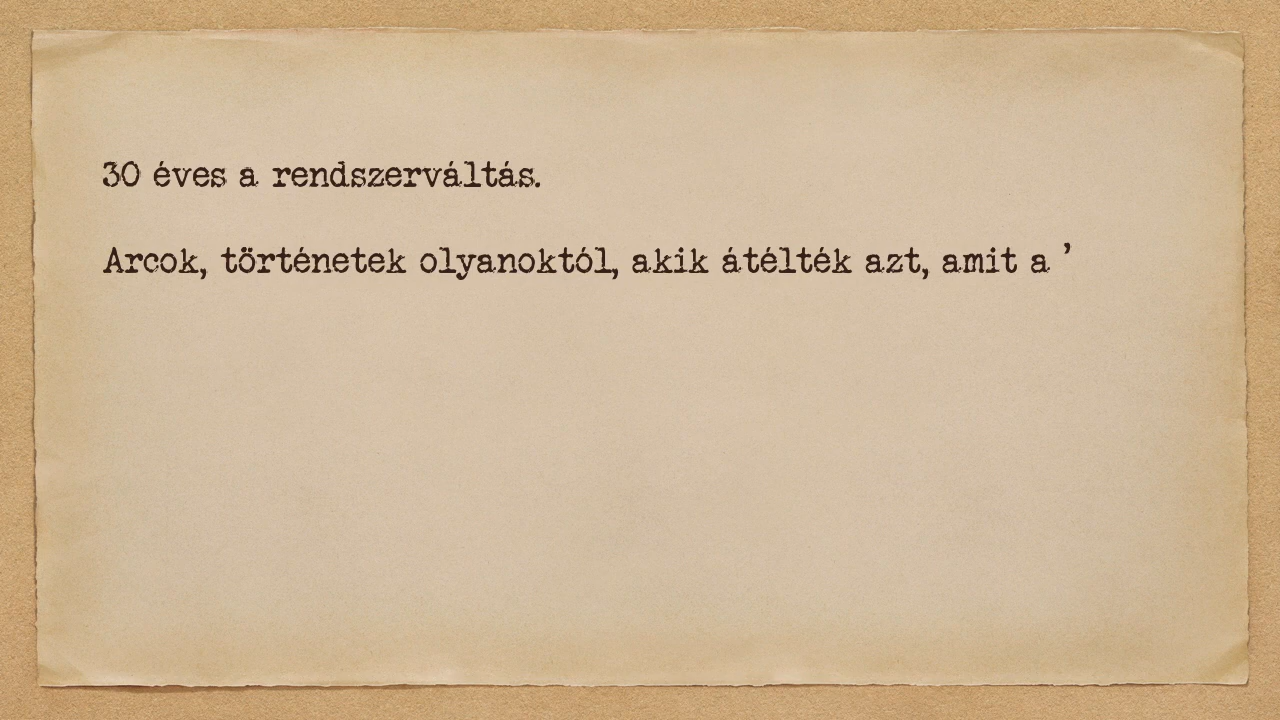 30 éves a rendszerváltás.
Arcok, történetek olyanoktól, akik átélték azt, amit a ’